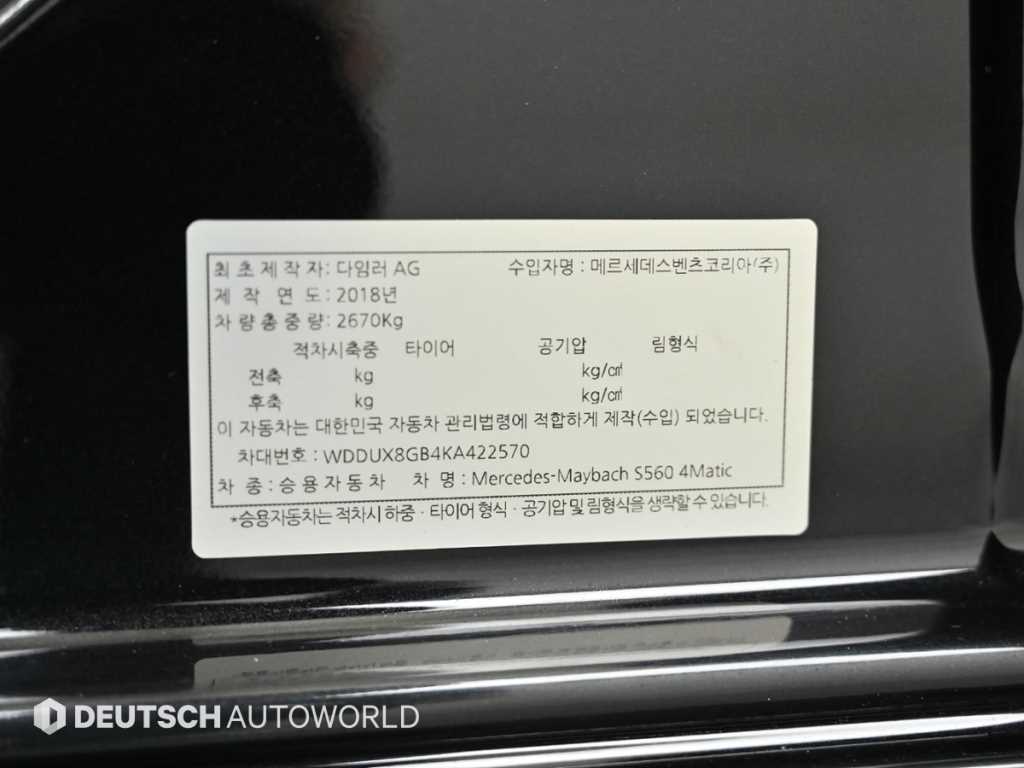 최초제작자: 다임러 AG 수입자명 : 메르세데스벤츠코리아(주)
제 작 연 도 : 2018년
차 량 총 중 량: 2670Kg
적차시축중 타이어 공기압 림형식
전축 kg kg/㎠
후축 kg kg/㎠
이 자동차는 대한민국 자동차 관리법령에 적합하게 제작(수입) 되었습니다.
차대번호 : WDDUX8GB4KA422570
차 종 : 승용자동차 차 명 : Mercedes-Maybach S560 4Matic
*승용자동차는 적차시 하중 · 타이어 형식 · 공기압 및 림형식을 생략할 수 있습니다.
DEUTSCH AUTOWORLD